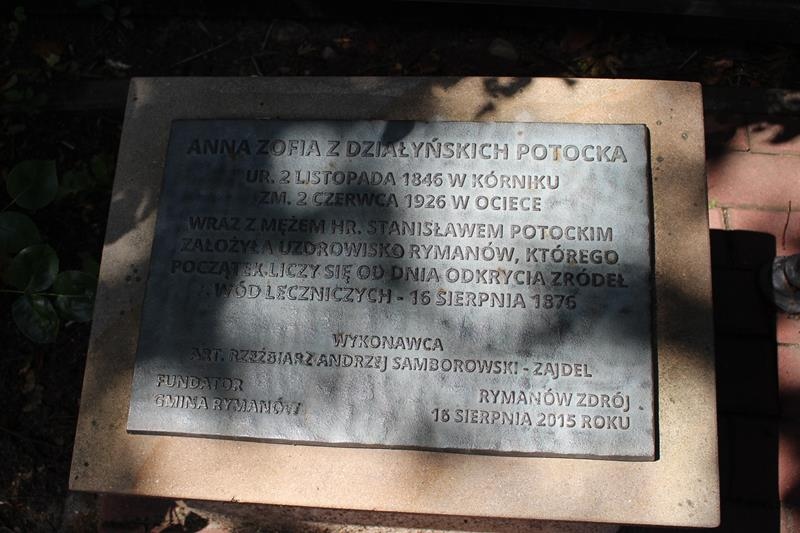 ANNA ZOFIA Z DZIAŁYŃSKICH POTOCKA
UR. 2 LISTOPADA 1846 W KÓRNIKU
ZM. 2 CZERWCA 1926 W OCIECE
WRAZ Z MĘŻEM HR. STANISŁAWEM POTOCKIM
ZAŁOŻYŁA UZDROWISKO RYMANÓW, KTÓREGO
POCZĄTEK LICZY SIĘ OD DNIA ODKRYCIA ZRÓDEŁ
WÓD LECZNICZYCH - 16 SIERPNIA 1876
WYKONAWCA
ART. RZEŹBIARZ ANDRZEJ SAMBOROWSKI - ZAJDEL
FUNDATOR
GMINA RYMANÓW
RYMANÓW ZDRÓJ
16 SIERPNIA 2015 ROKU